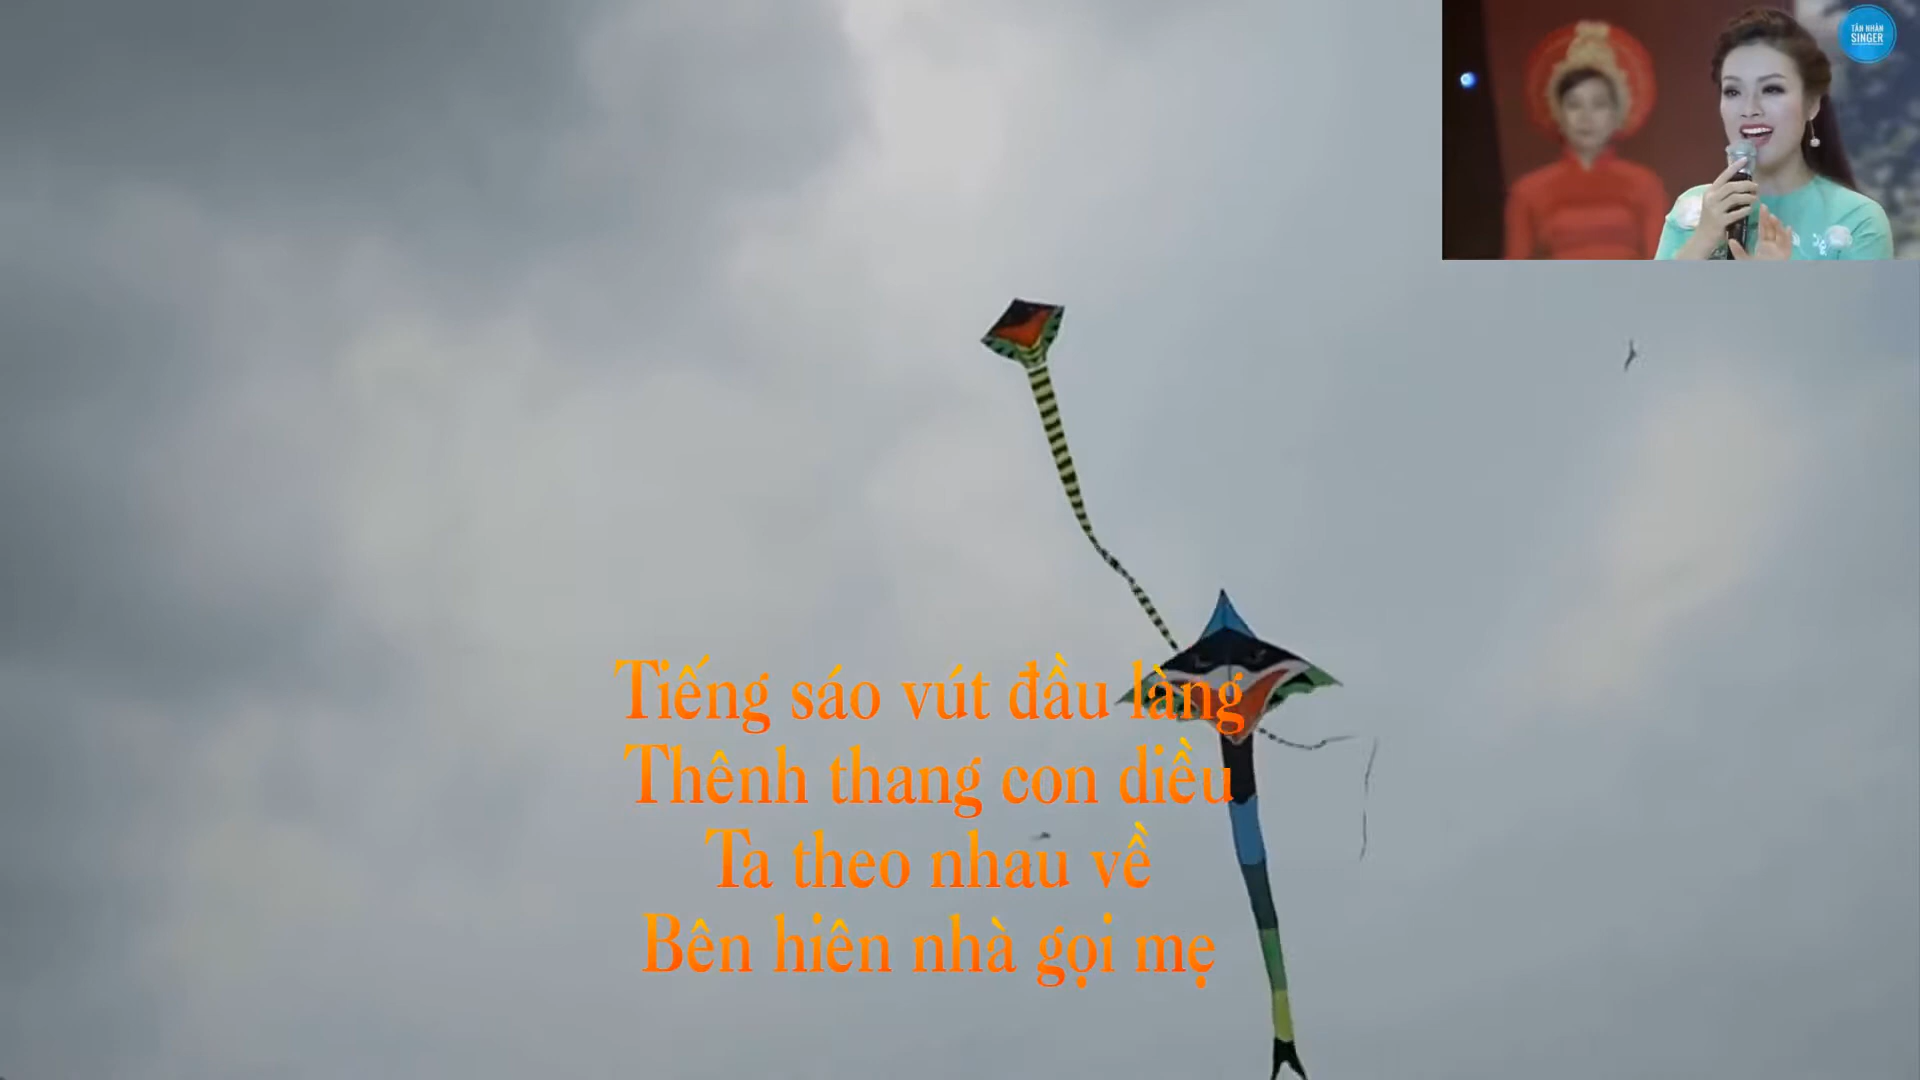 TÂN NHÀN
SINGER
Tiếng sáo vút đầu làng
Thênh thang con diều
Ta theo nhau về
Bên hiên nhà gọi mẹ